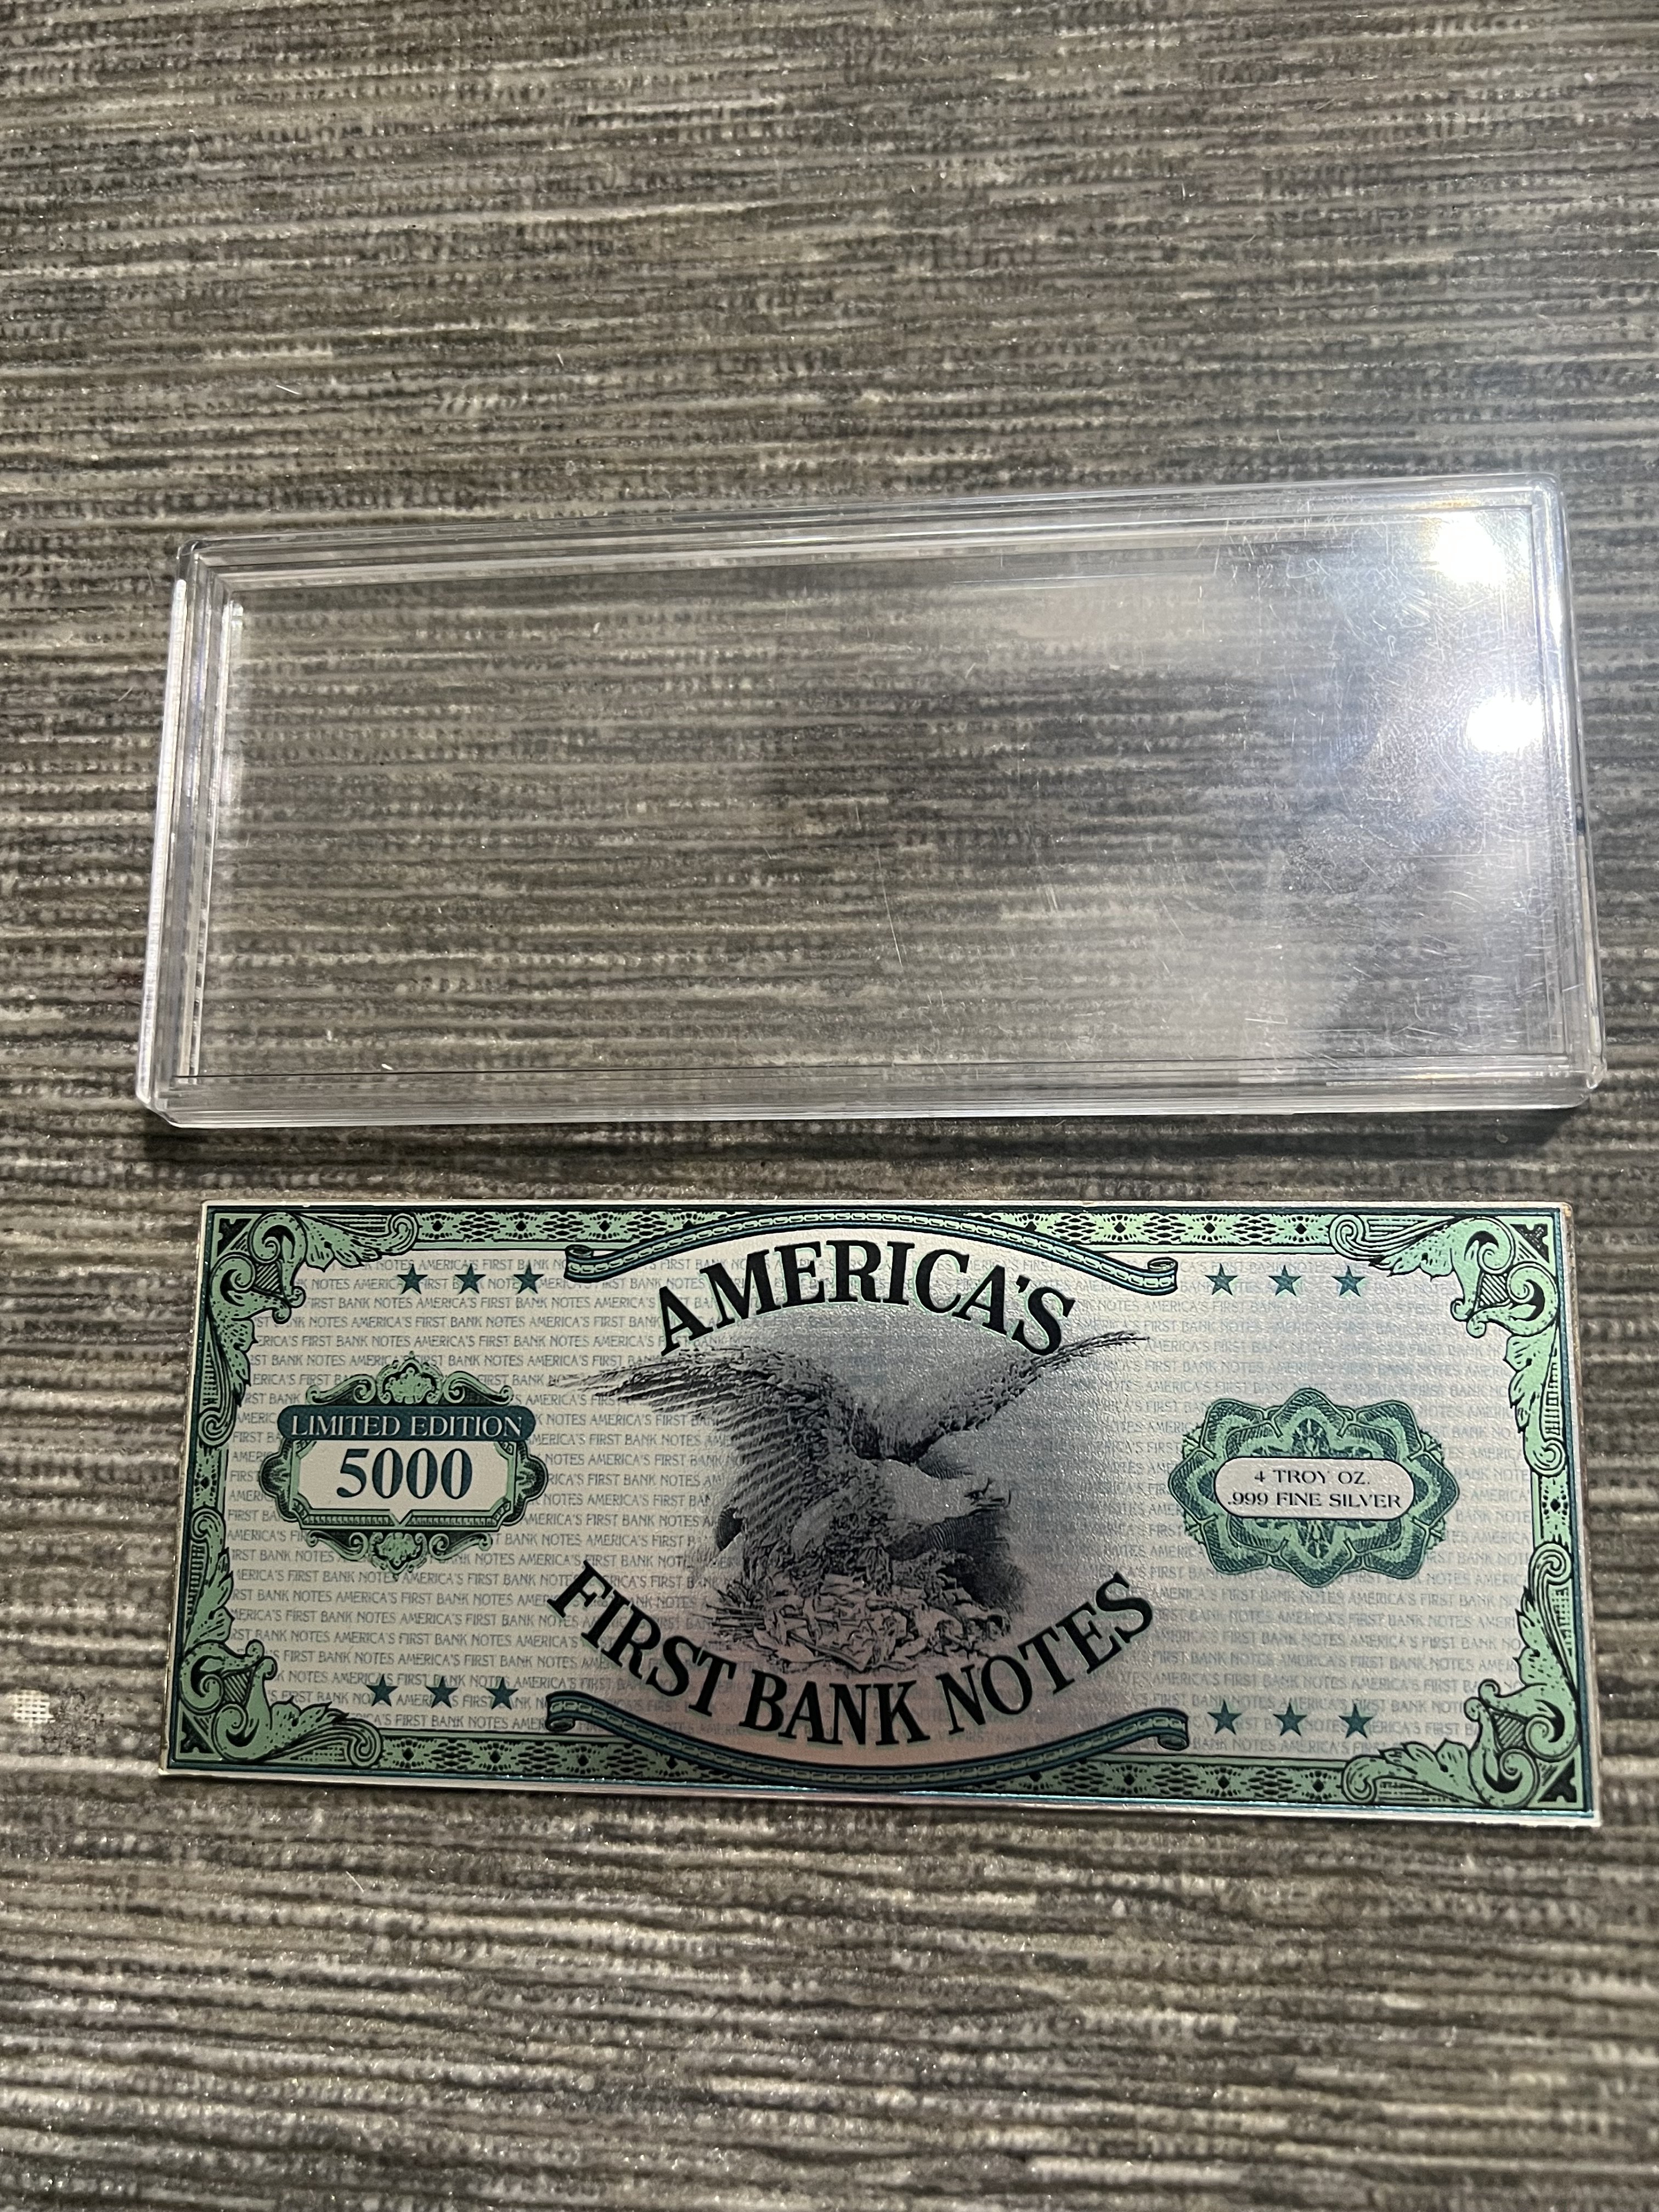 AMERICA'S
LIMITED EDITION
5000
4 TROY OZ.
.999 FINE SILVER
FIRST BANK NOTES